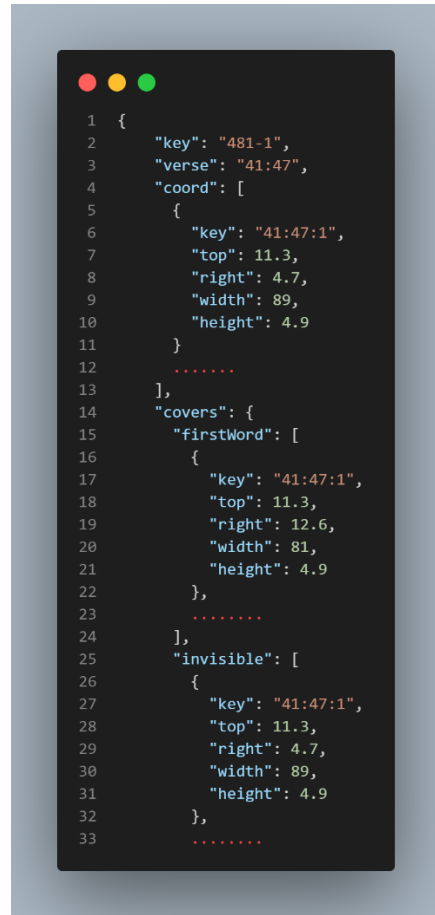 1 {
2 "key": "481-1",
3 "verse": "41:47",
4 "coord": [
5 {
6 "key": "41:47:1",
7 "top": 11.3,
8 "right": 4.7,
9 "width": 89,
10 "height": 4.9
11 }
12 .......
13 ],
14 "covers": {
15 "firstWord": [
16 {
17 "key": "41:47:1",
18 "top": 11.3,
19 "right": 12.6,
20 "width": 81,
21 "height": 4.9
22 },
23 ........
24 ],
25 "invisible": [
26 {
27 "key": "41:47:1",
28 "top": 11.3,
29 "right": 4.7,
30 "width": 89,
31 "height": 4.9
32 },
33 ........